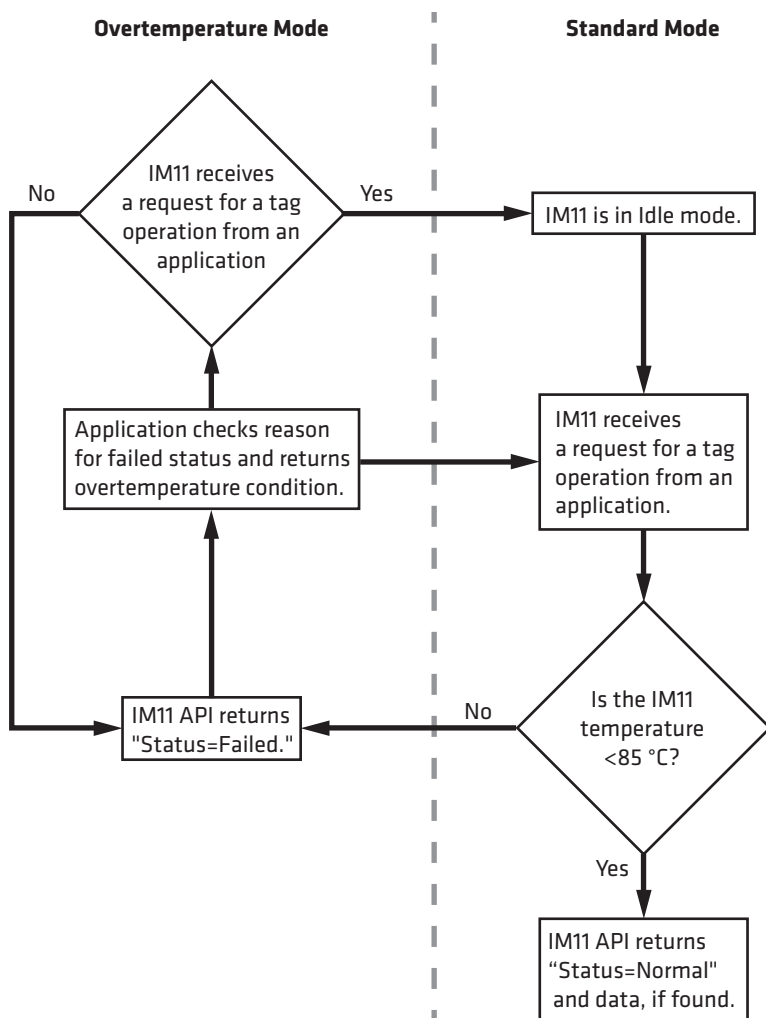 Overtemperature Mode
Standard Mode
IM11 receives
a request for a tag
operation from an
application
No
Yes
IM11 is in Idle mode.
Application checks reason
for failed status and returns
overtemperature condition.
IM11 receives
a request for a tag
operation from an
application.
IM11 API returns
"Status=Failed."
No
Is the IM11
temperature
<85 °C?
Yes
IM11 API returns
“Status=Normal"
and data, if found.